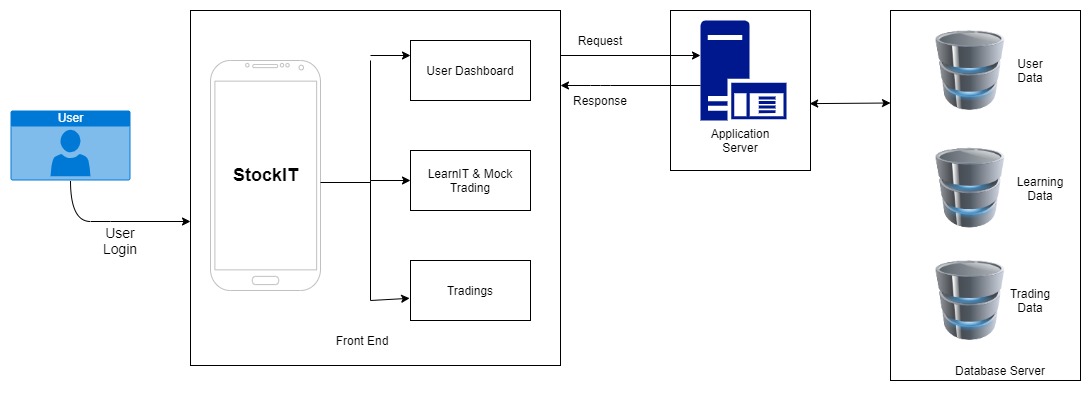 User
User
Login
StockIT
User Dashboard
LearnIT & Mock
Trading
Tradings
Front End
Request
Response
Application
Server
User
Data
Learning
Data
Trading
Data
Database Server